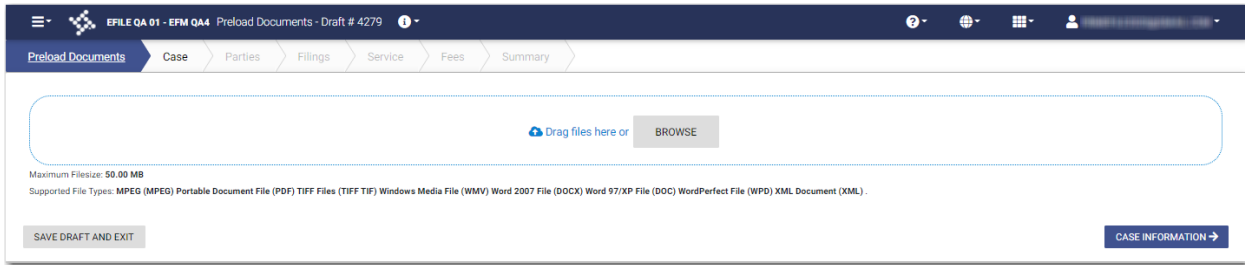 EFILE QA 01 - EFM QA4 Preload Documents - Draft # 4279
Preload Documents Case Parties Filings Service Fees Summary
Drag files here or BROWSE
Maximum Filesize: 50.00 MB
Supported File Types: MPEG (MPEG) Portable Document File (PDF) TIFF Files (TIFF TIF) Windows Media File (WMV) Word 2007 File (DOCX) Word 97/XP File (DOC) WordPerfect File (WPD) XML Document (XML) .
SAVE DRAFT AND EXIT CASE INFORMATION